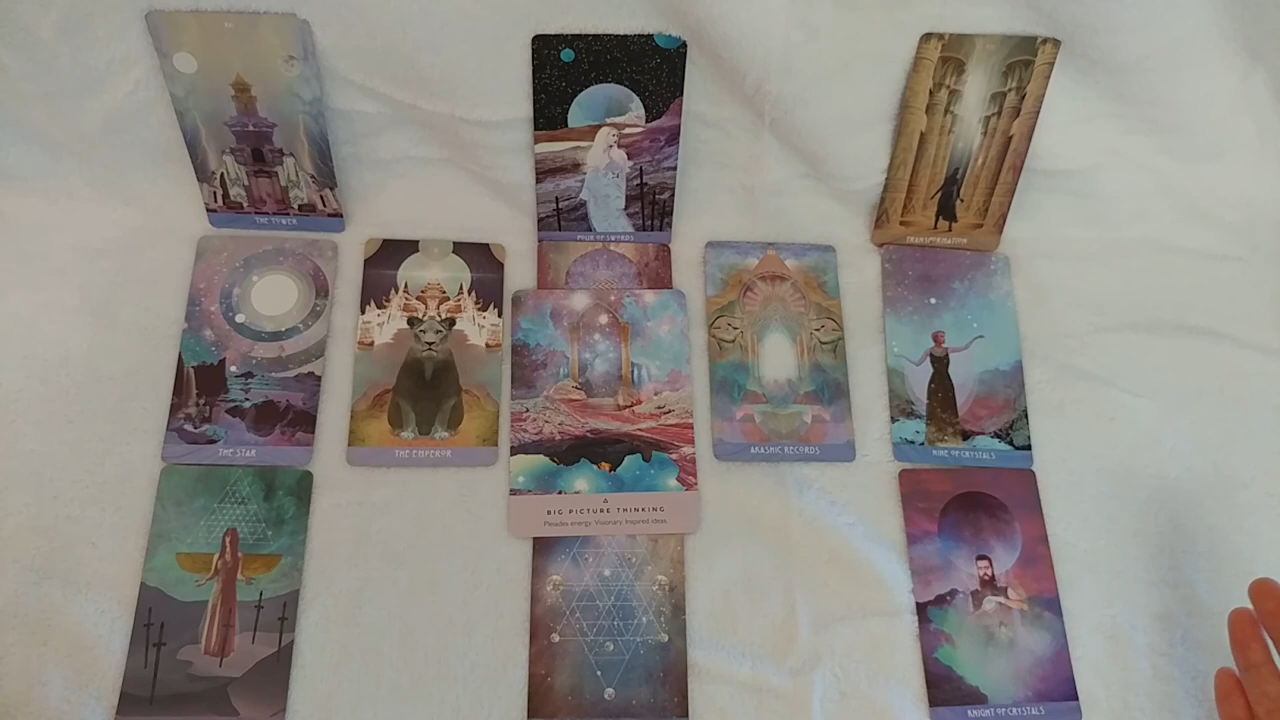 THE TOWER
FOUR OF SWORDS
TRANSFORMATION
THE STAR
THE EMPEROR
AKASHIC RECORDS
NINE OF CRYSTALS
BIG PICTURE THINKING
Pleiades energy. Visionary. Inspired ideas.
KNIGHT OF CRYSTALS